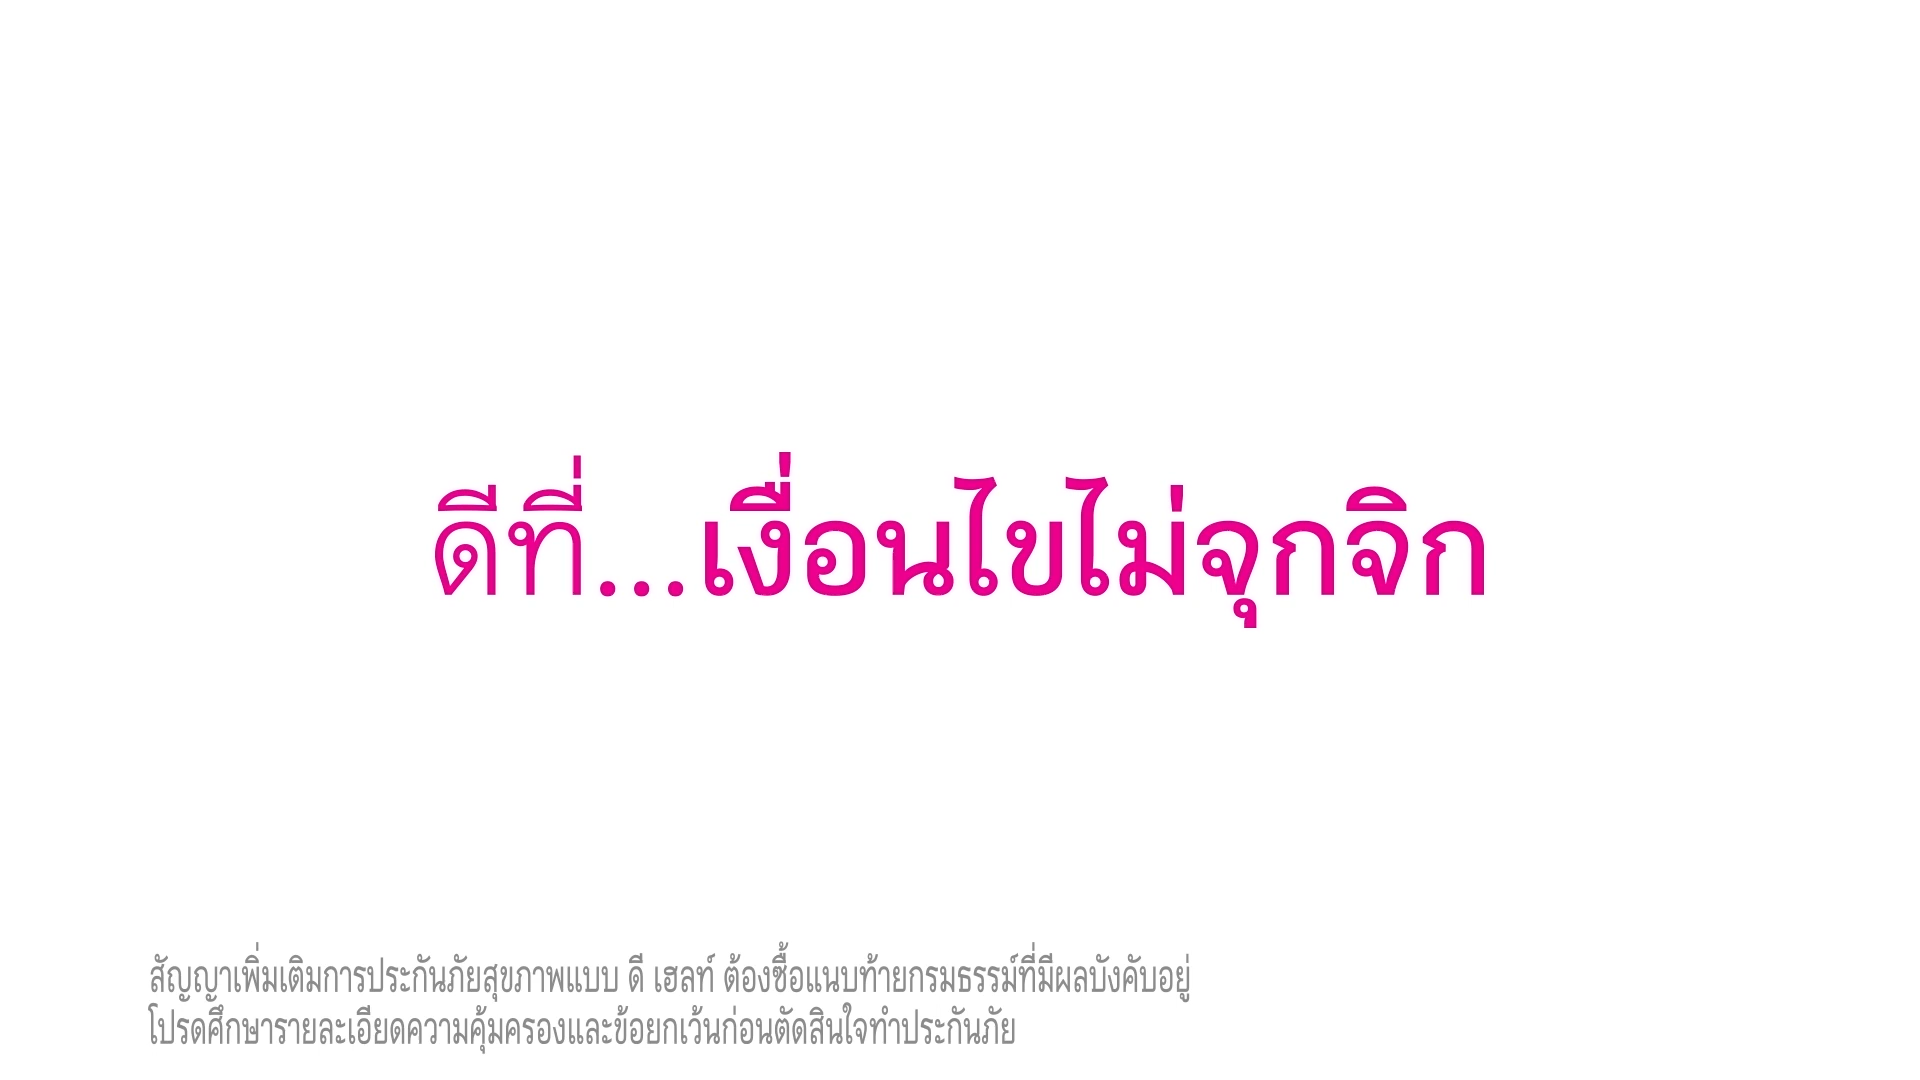 ดีที่...เงื่อนไขไม่จุกจิก
สัญญาเพิ่มเติมการประกันภัยสุขภาพแบบ ดี เฮลท์ ต้องซื้อแนบท้ายกรมธรรม์ที่มีผลบังคับอยู่
โปรดศึกษารายละเอียดความคุ้มครองและข้อยกเว้นก่อนตัดสินใจทำประกันภัย